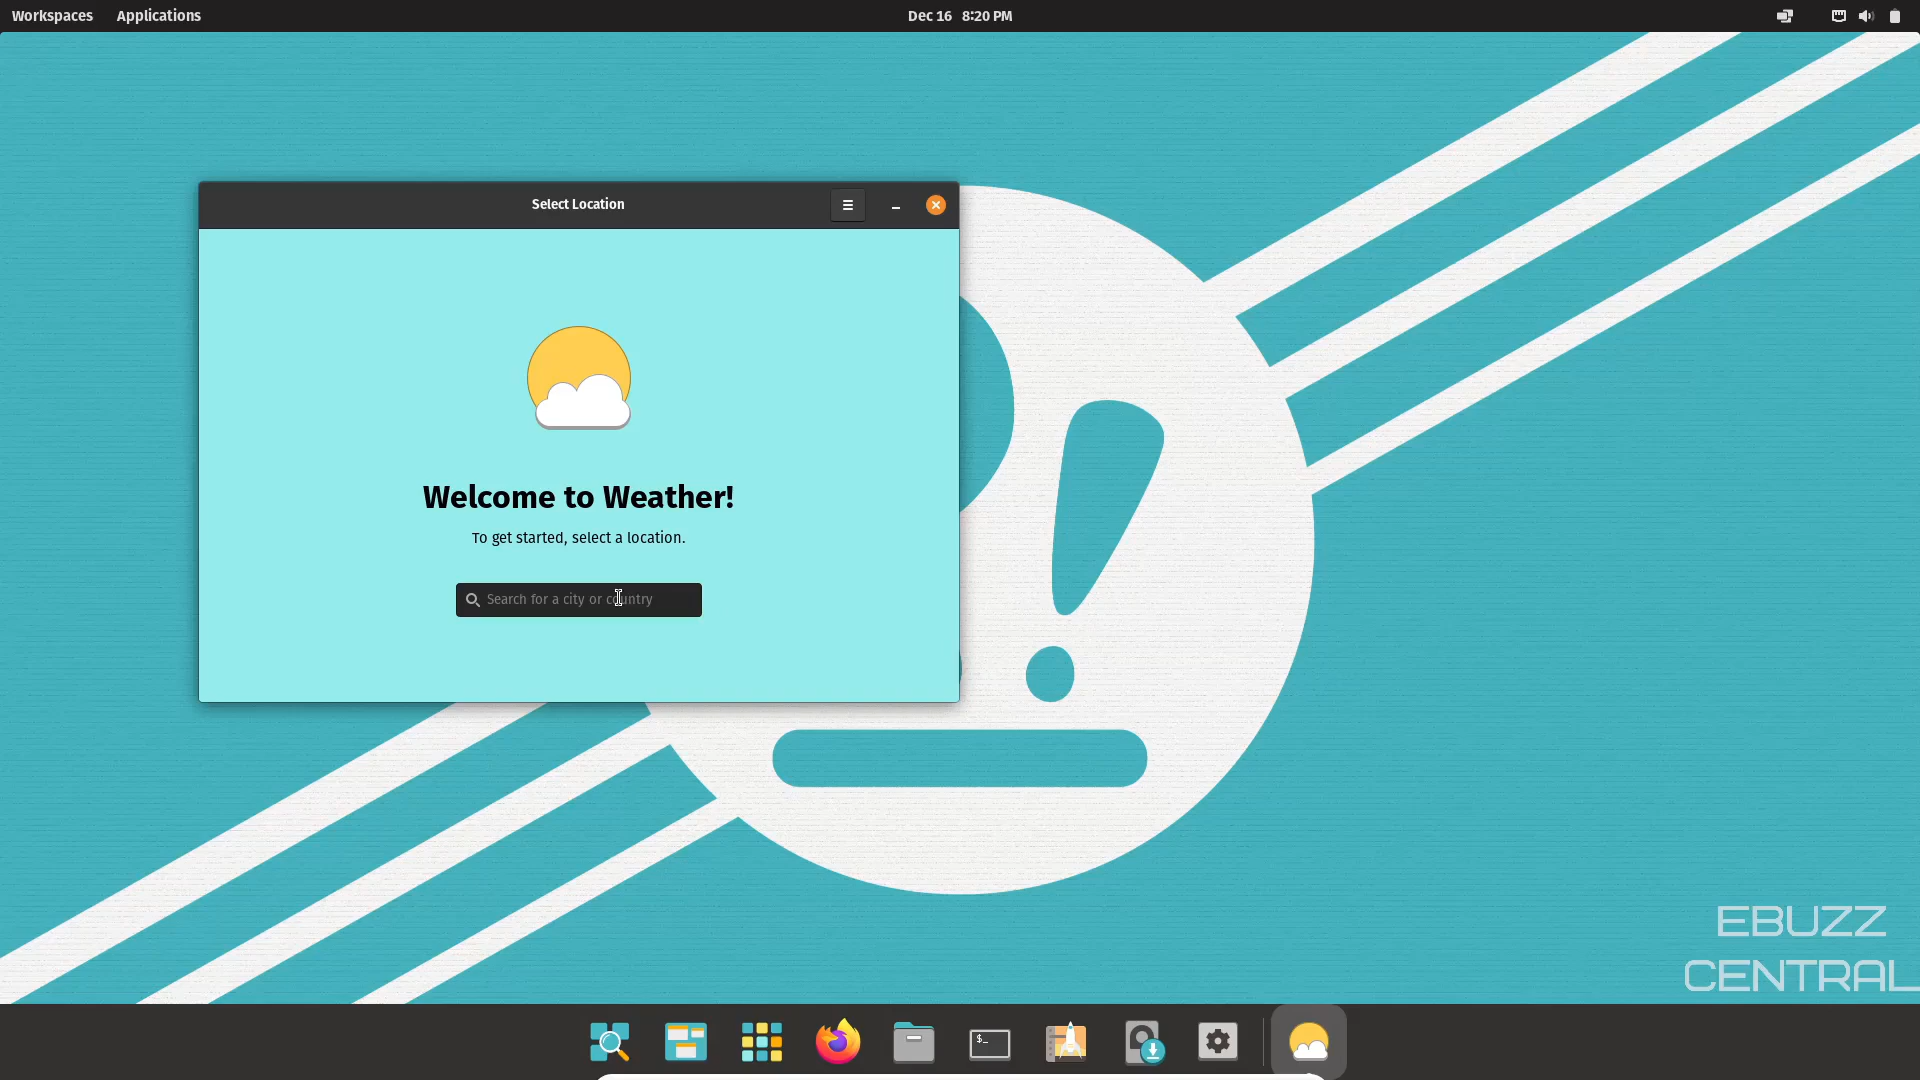 Workspaces Applications Dec 16 8:20 PM
Select Location
Welcome to Weather!
To get started, select a location.
Search for a city or country
EBUZZ
CENTRAL
$_